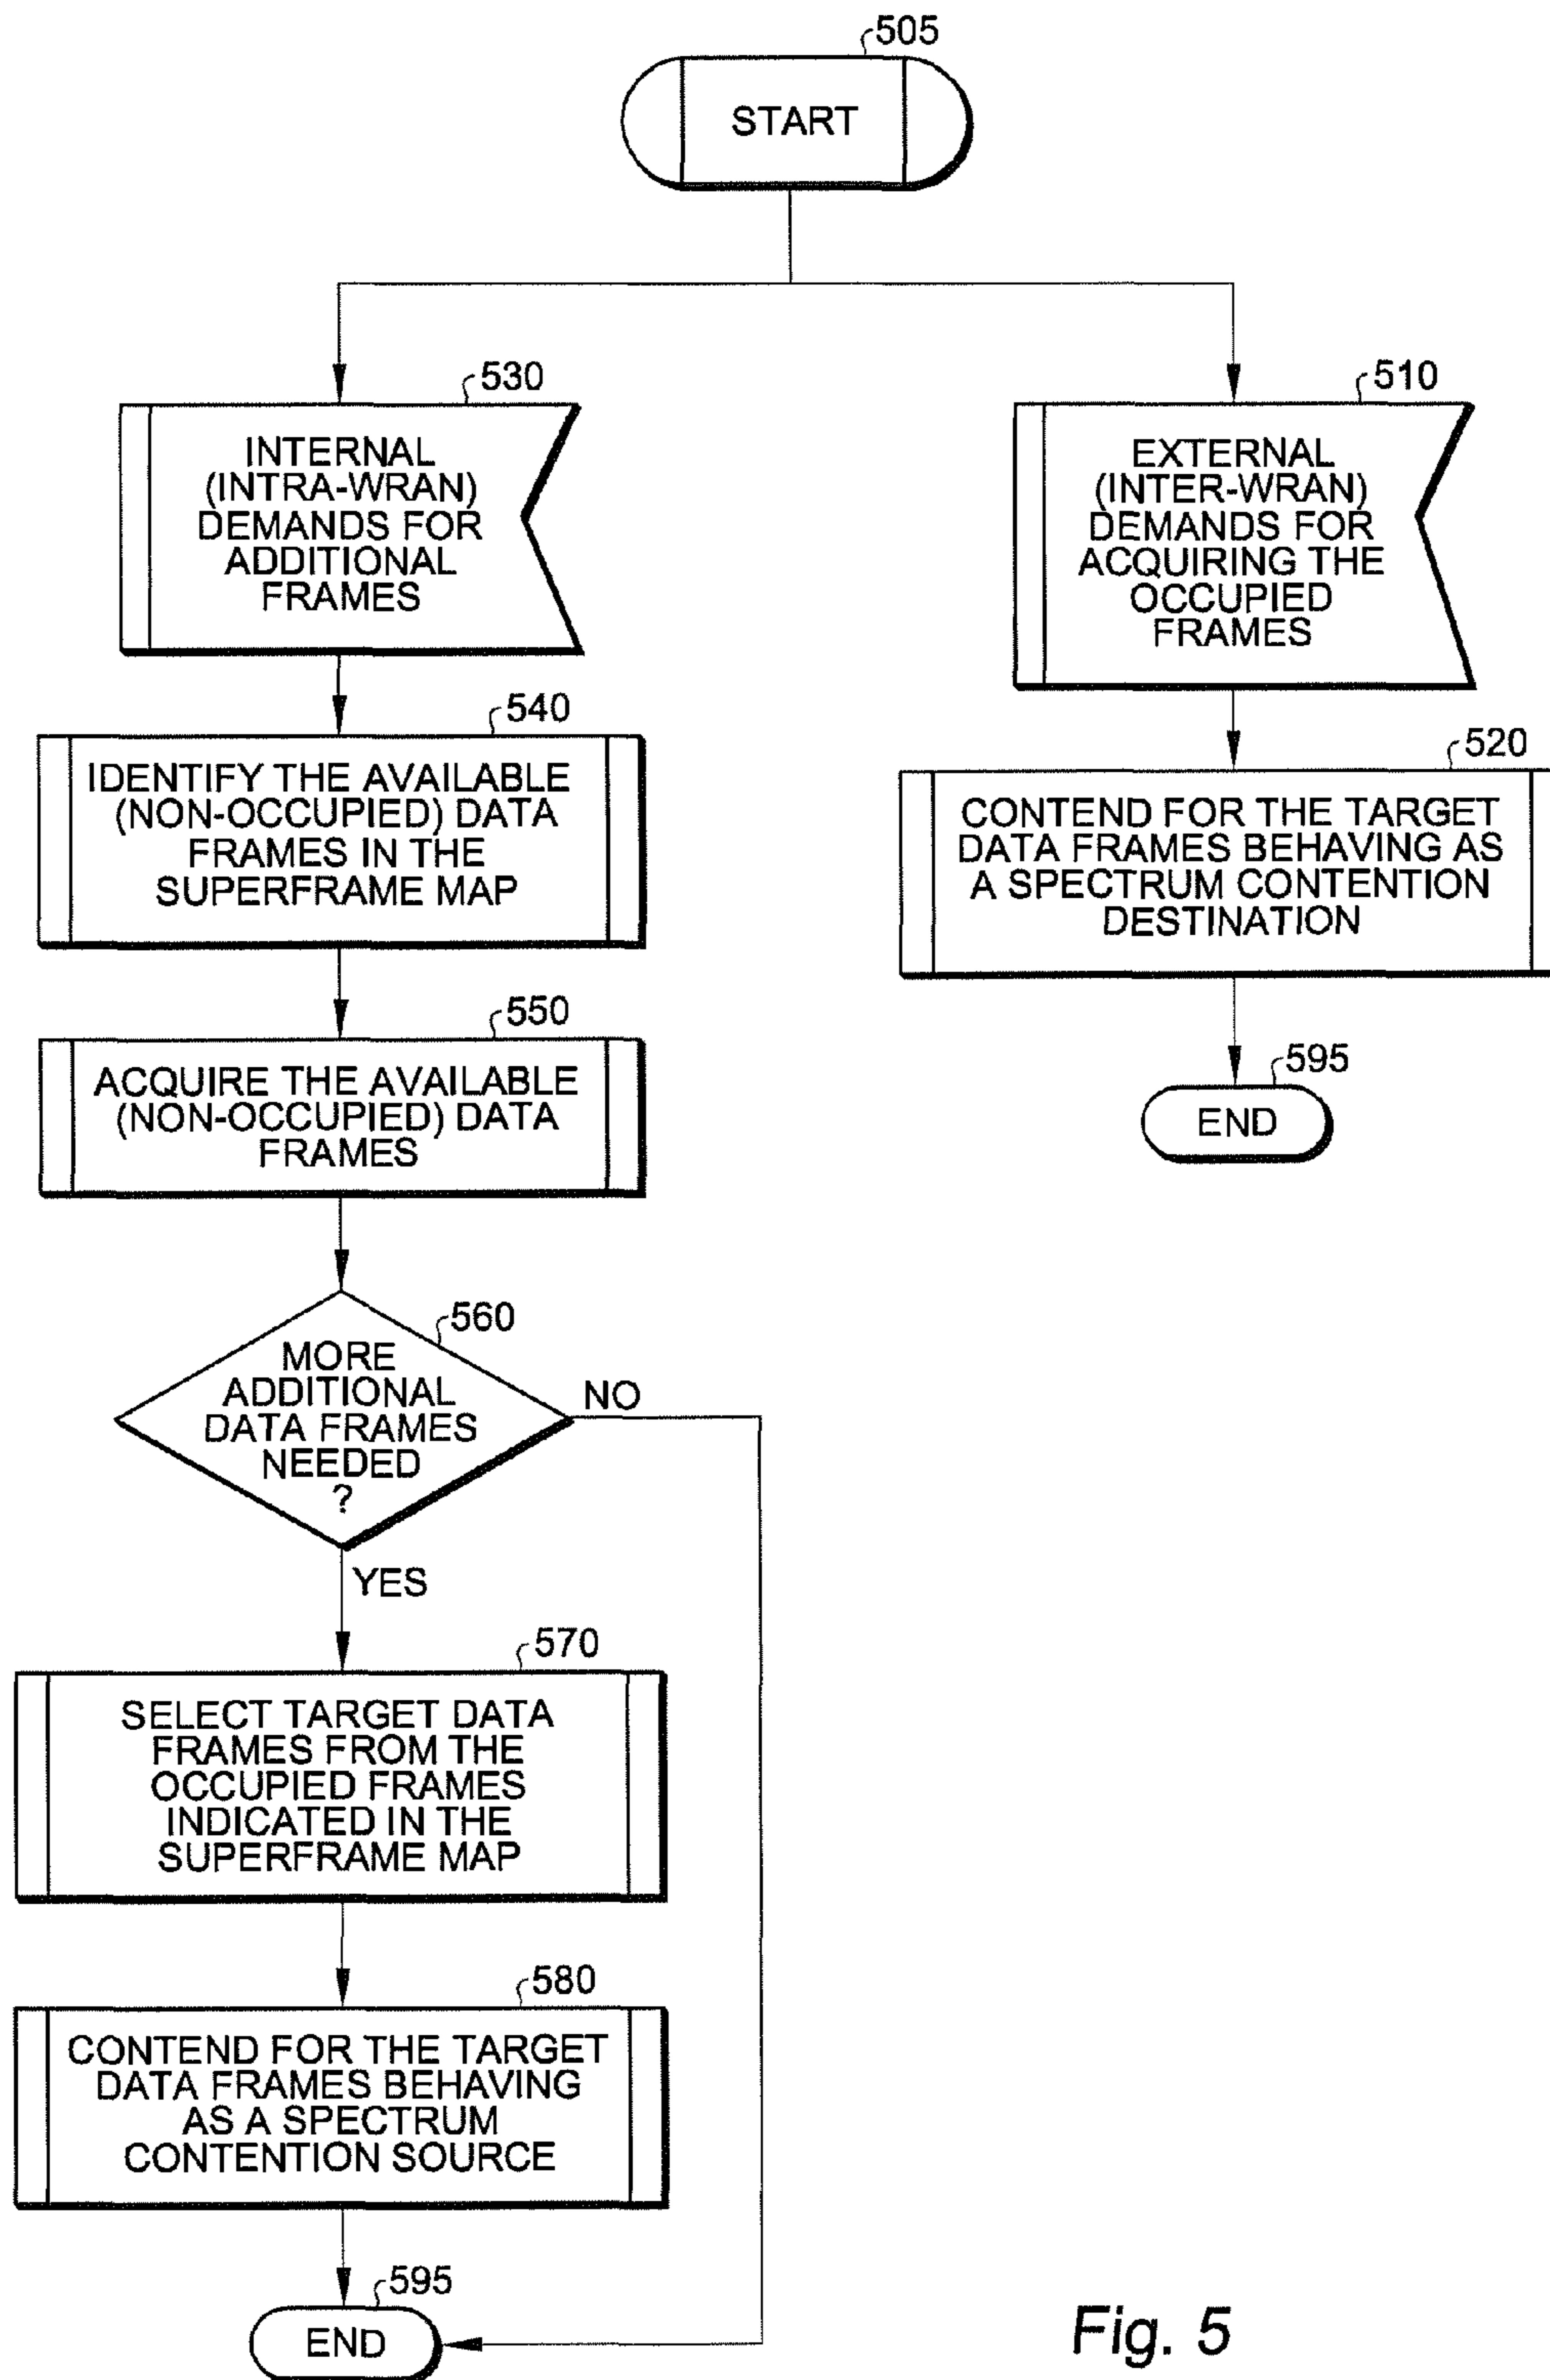 505
START
530
INTERNAL
(INTRA-WRAN)
DEMANDS FOR
ADDITIONAL
FRAMES
510
EXTERNAL
(INTER-WRAN)
DEMANDS FOR
ACQUIRING THE
OCCUPIED
FRAMES
540
IDENTIFY THE AVAILABLE
(NON-OCCUPIED) DATA
FRAMES IN THE
SUPERFRAME MAP
520
CONTEND FOR THE TARGET
DATA FRAMES BEHAVING AS
A SPECTRUM CONTENTION
DESTINATION
550
ACQUIRE THE AVAILABLE
(NON-OCCUPIED) DATA
FRAMES
595
END
560
MORE
ADDITIONAL
DATA FRAMES
NEEDED
?
NO
YES
570
SELECT TARGET DATA
FRAMES FROM THE
OCCUPIED FRAMES
INDICATED IN THE
SUPERFRAME MAP
580
CONTEND FOR THE TARGET
DATA FRAMES BEHAVING
AS A SPECTRUM
CONTENTION SOURCE
595
END
Fig. 5